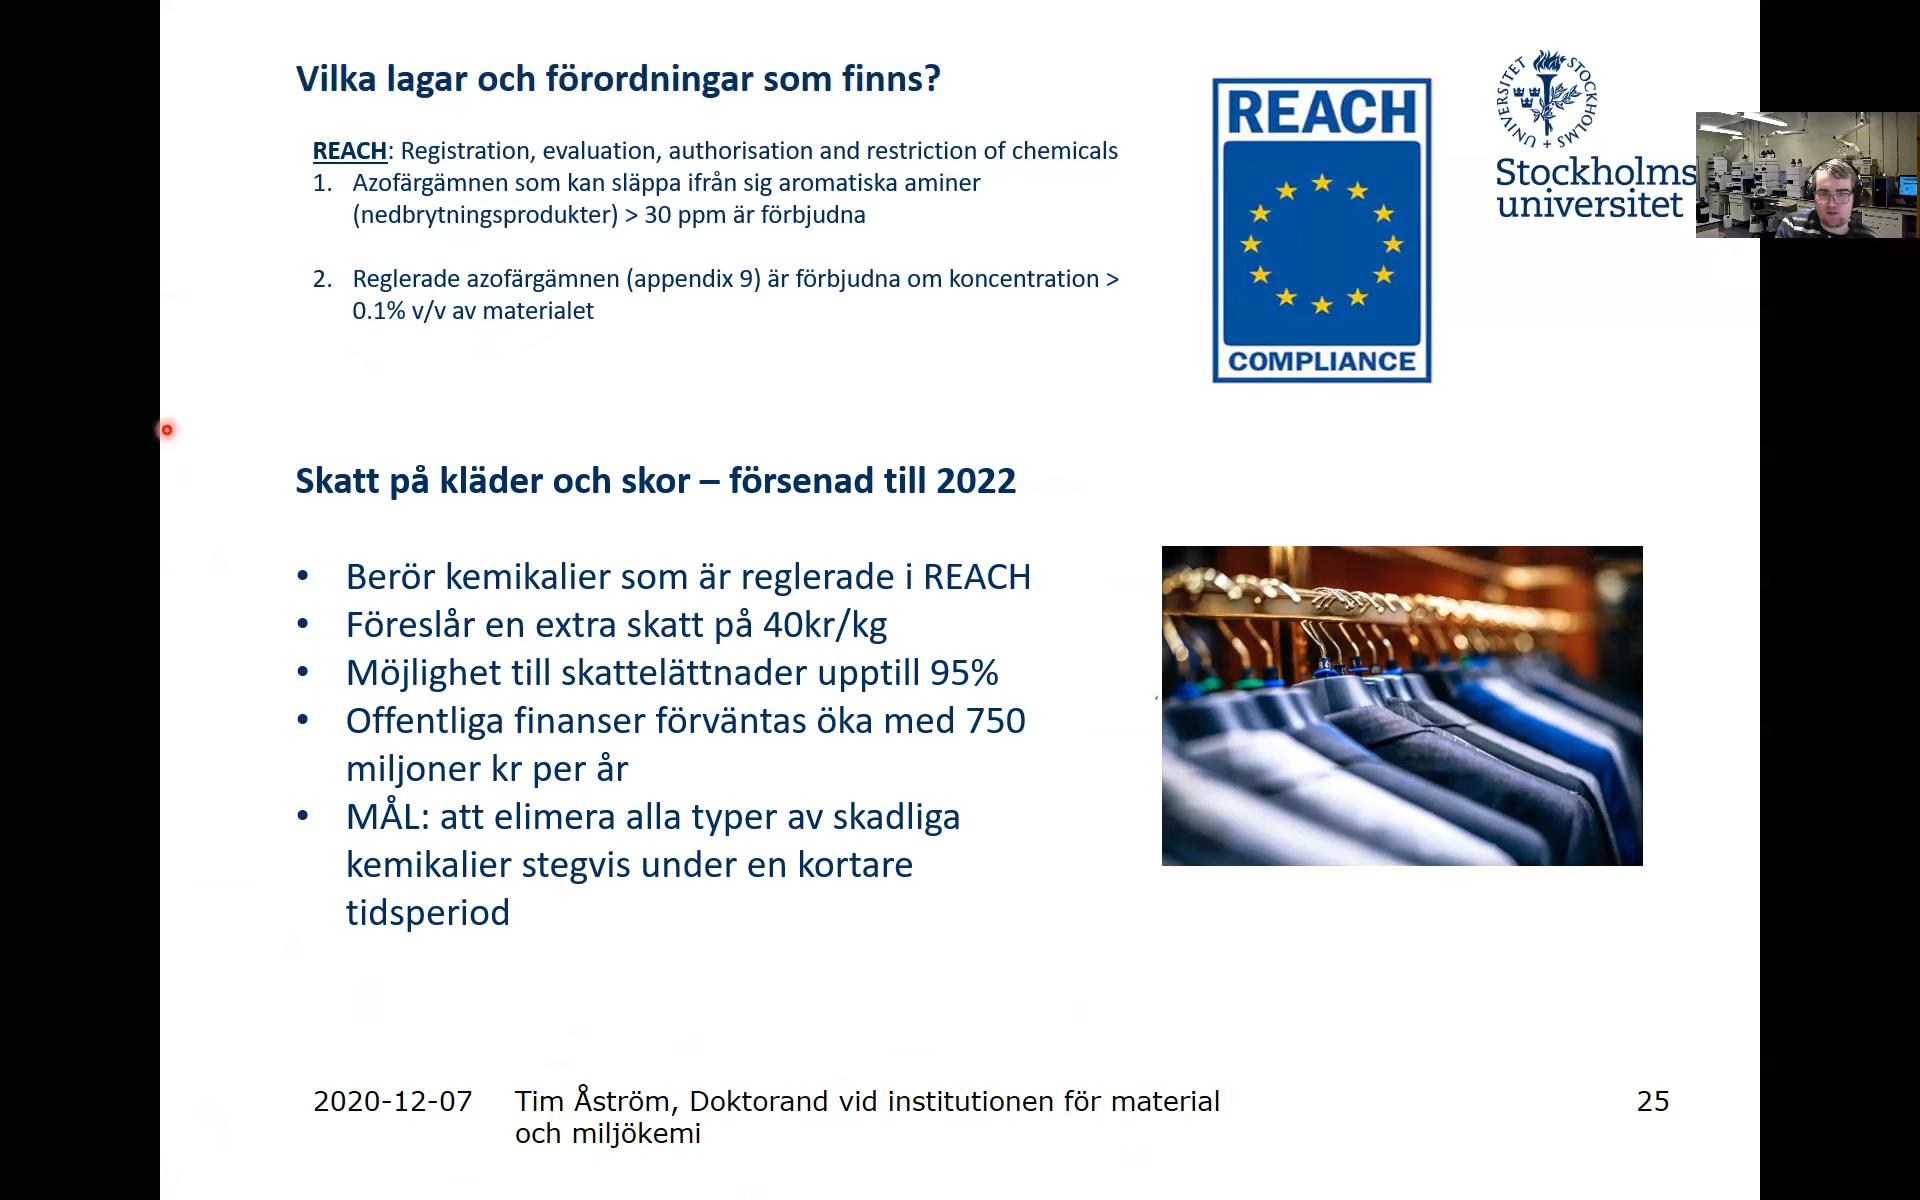 Vilka lagar och förordningar som finns?
REACH: Registration, evaluation, authorisation and restriction of chemicals
1. Azofärgämnen som kan släppa ifrån sig aromatiska aminer
(nedbrytningsprodukter) > 30 ppm är förbjudna
2. Reglerade azofärgämnen (appendix 9) är förbjudna om koncentration >
0.1% v/v av materialet
REACH
COMPLIANCE
STOCKHOLMS UNIVERSITET
Stockholms
universitet
Skatt på kläder och skor – försenad till 2022
• Berör kemikalier som är reglerade i REACH
• Föreslår en extra skatt på 40kr/kg
• Möjlighet till skattelättnader upptill 95%
• Offentliga finanser förväntas öka med 750
miljoner kr per år
• MÅL: att elimera alla typer av skadliga
kemikalier stegvis under en kortare
tidsperiod
2020-12-07
Tim Åström, Doktorand vid institutionen för material
och miljökemi
25